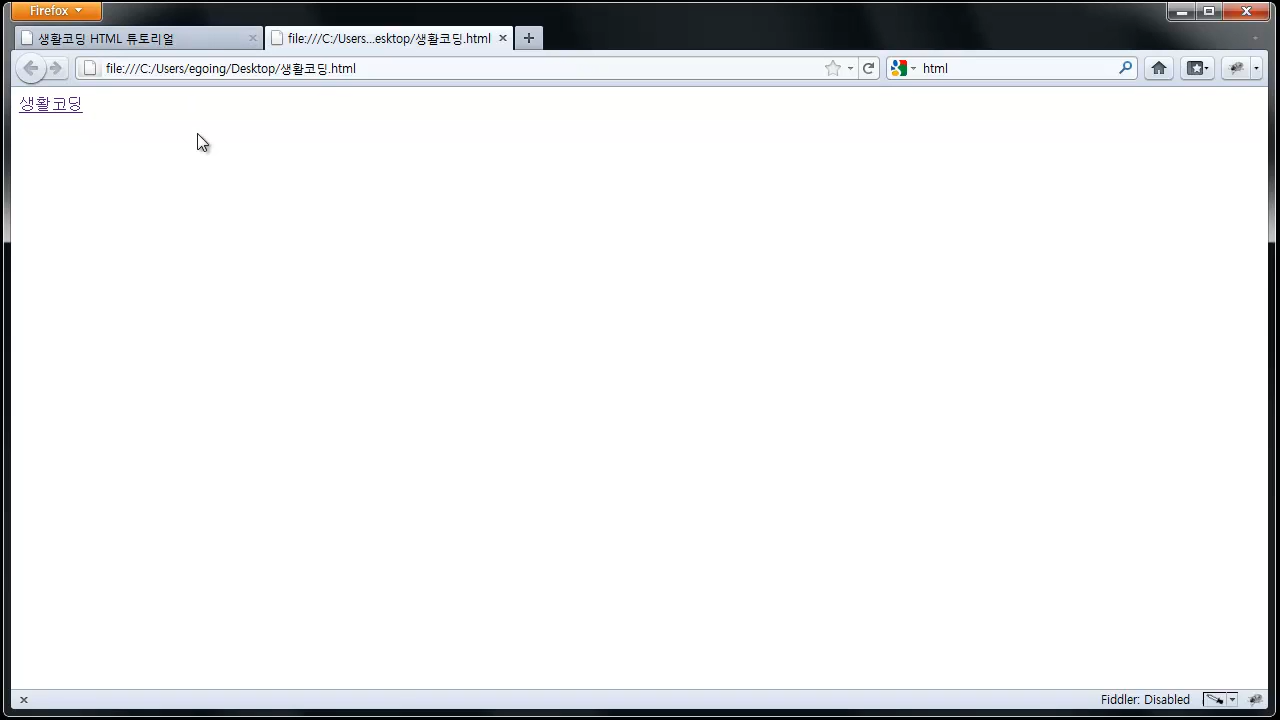 Firefox
생활코딩 HTML 튜토리얼
file:///C:/Users...esktop/생활코딩.html
file:///C:/Users/egoing/Desktop/생활코딩.html
html
생활코딩
Fiddler: Disabled